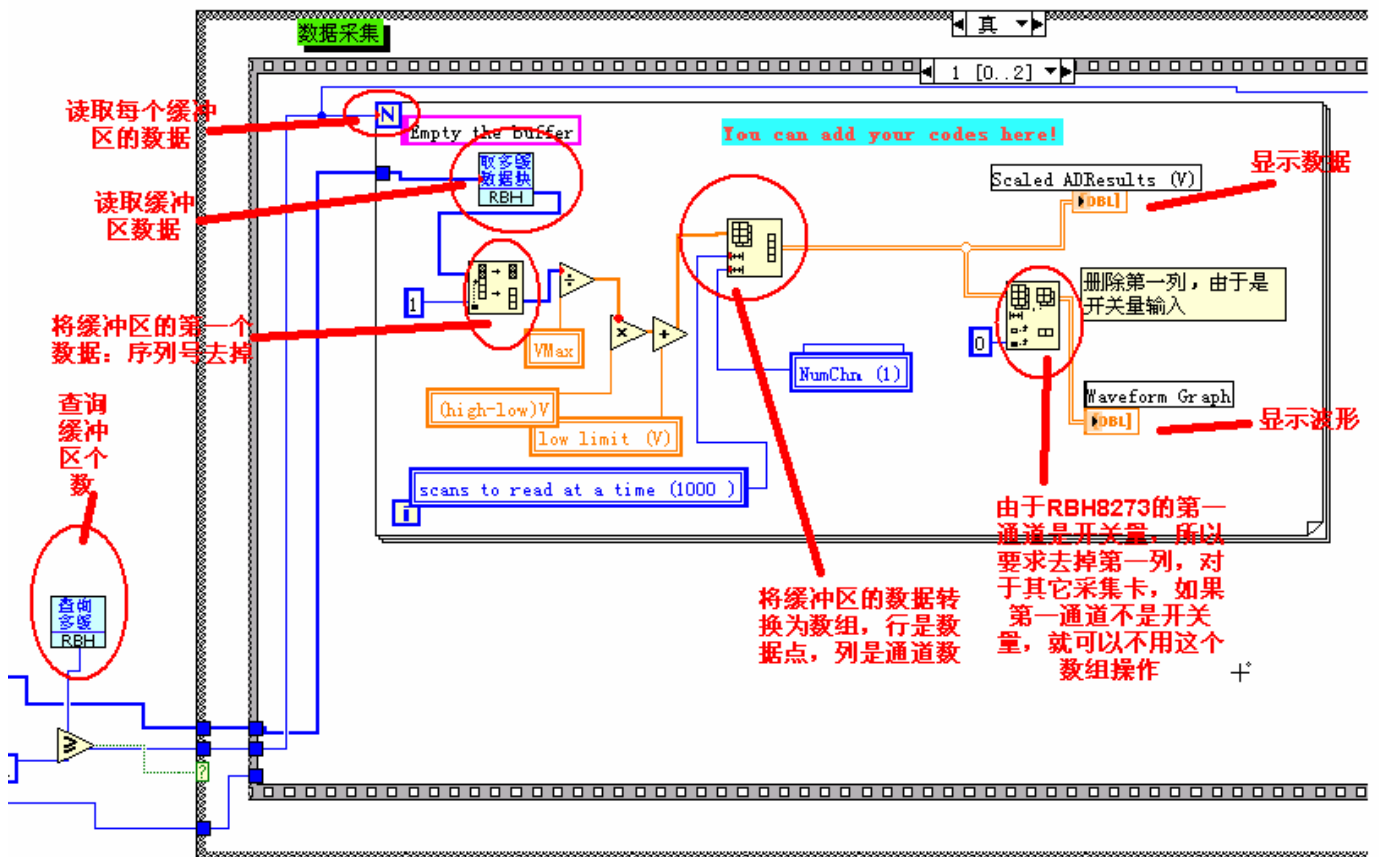 数据采集
真
1 [0..2]
读取每个缓冲
区的数据
N
Empty the buffer
You can add your codes here!
取多缓
数据块
RBH
读取缓冲
区数据
显示数据
Scaled ADResults (V)
DBL]
1
÷
×
+
将缓冲区的第一个
数据：序列号去掉
VMax
删除第一列，由于是
开关量输入
0
NumChn (1)
(high-low)V
low limit (V)
Waveform Graph
DBL]
显示波形
查询
缓冲
区个
数
scans to read at a time (1000 )
i
由于RBH8273的第一
通道是开关量，所以
要求去掉第一列，对
于其它采集卡，如果
第一通道不是开关
量，就可以不用这个
数组操作
将缓冲区的数据转
换为数组，行是数
据点，列是通道数
查询
多缓
RBH
?